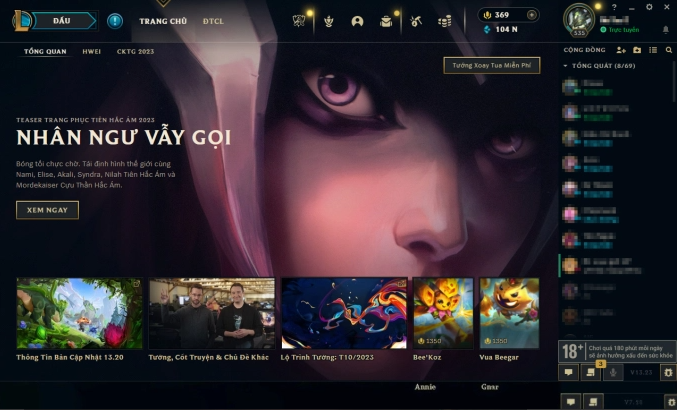 ĐẤU
TRANG CHỦ
ĐTCL
369
104 N
535
Trực tuyến
TỔNG QUAN
HWEI
CKTG 2023
Tướng Xoay Tua Miễn Phí
CỘNG ĐỒNG
TỔNG QUÁT (8/69)
TEASER TRANG PHỤC TIÊN HẮC ÁM 2023
NHÂN NGƯ VẪY GỌI
Bóng tối chực chờ. Tái định hình thế giới cùng
Nami, Elise, Akali, Syndra, Nilah Tiên Hắc Ám và
Mordekaiser Cựu Thần Hắc Ám.
XEM NGAY
Thông Tin Bản Cập Nhật 13.20
Tướng, Cốt Truyện & Chủ Đề Khác
Lộ Trình Tướng: T10/2023
1350
Bee'Koz
1350
Vua Beegar
Annie
Gnar
18+
Chơi quá 180 phút mỗi ngày
sẽ ảnh hưởng xấu đến sức khỏe
3
V13.23